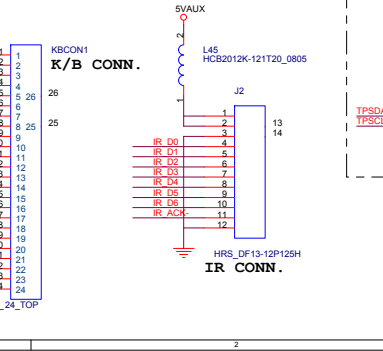 5VAUX
2
L45
HCB2012K-121T20_0805
1
KBCON1
K/B CONN.
1
2
3
4
5 26
6
7
8 25
9
10
11
12
13
14
15
16
17
18
19
20
21
22
23
24
26
25
_24_TOP
J2
1
2
3
4
5
6
7
8
9
10
11
12
13
14
IR_D0
IR_D1
IR_D2
IR_D3
IR_D4
IR_D5
IR_D6
IR_ACK-
HRS_DF13-12P125H
IR CONN.
TPSDA
TPSCL
2